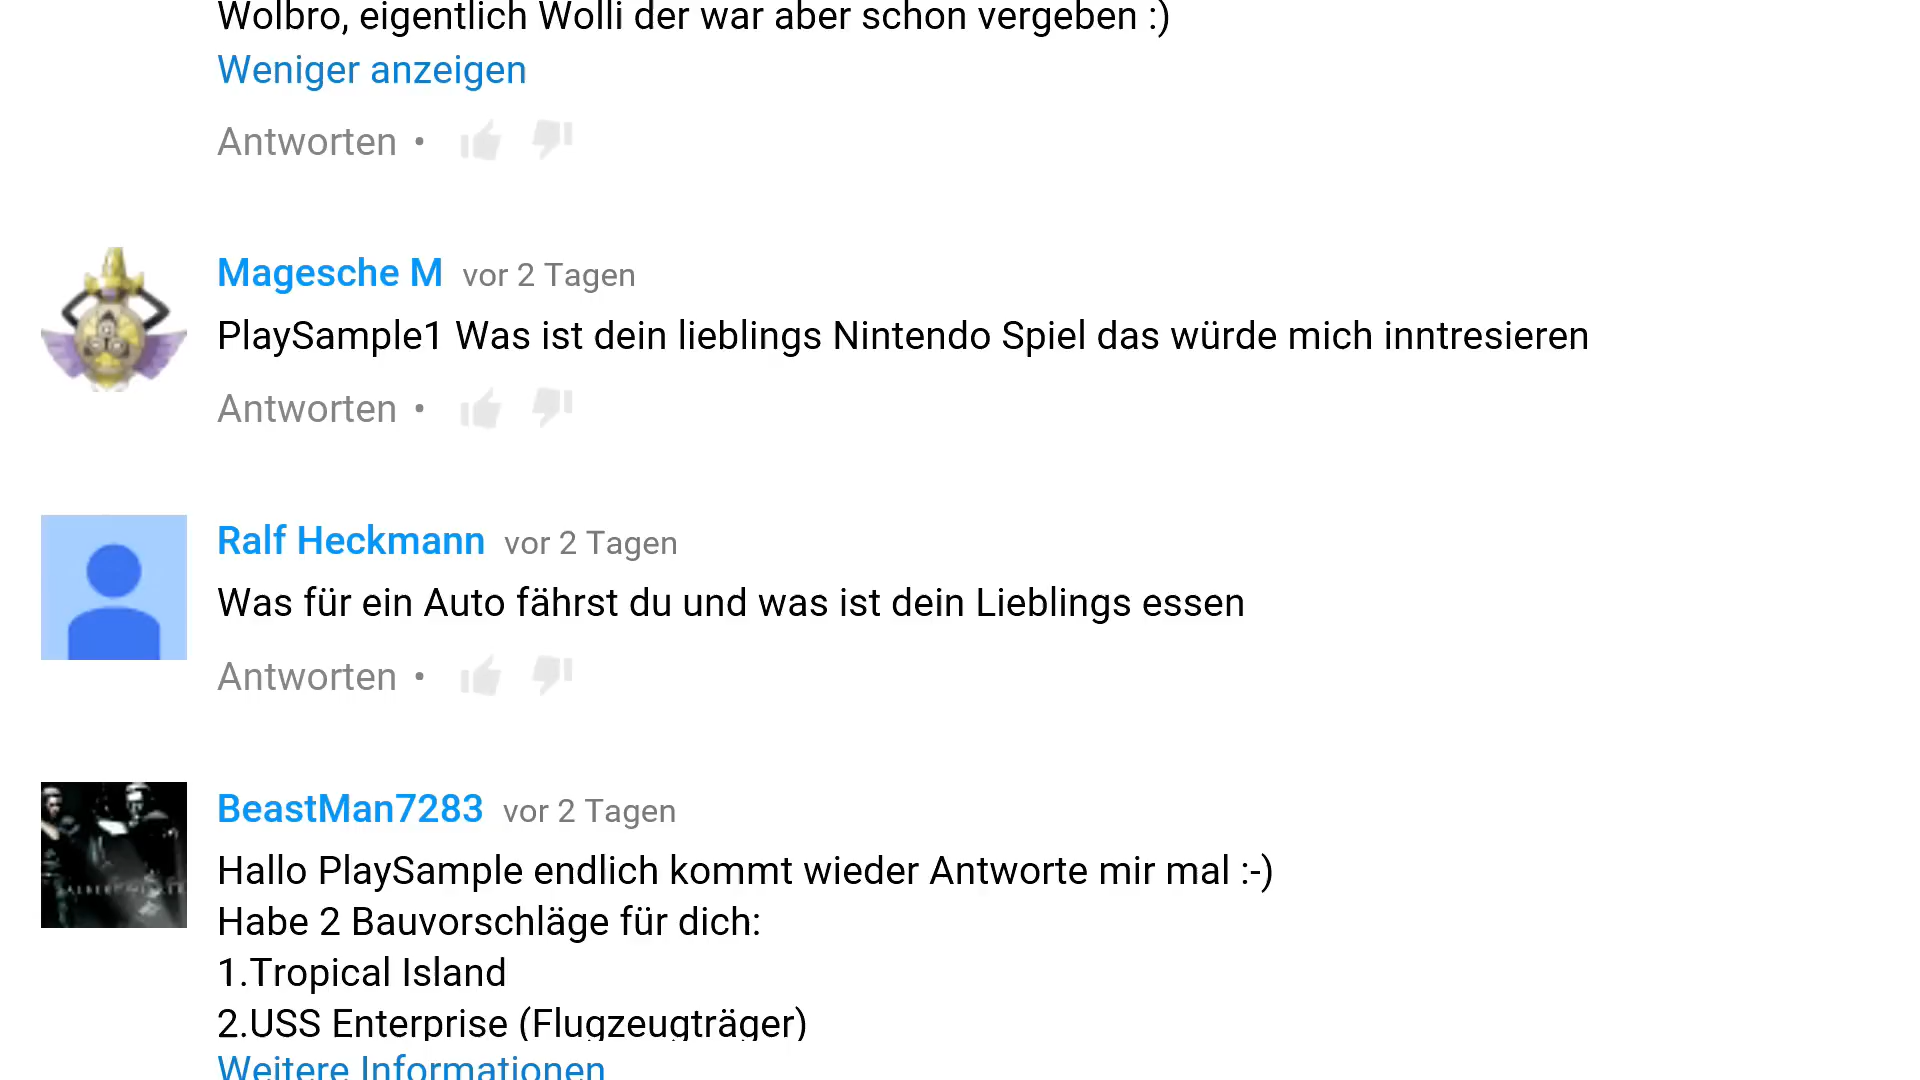 Wolbro, eigentlich Wolli der war aber schon vergeben :)
Weniger anzeigen
Antworten •
Magesche M vor 2 Tagen
PlaySample1 Was ist dein lieblings Nintendo Spiel das würde mich inntresieren
Antworten •
Ralf Heckmann vor 2 Tagen
Was für ein Auto fährst du und was ist dein Lieblings essen
Antworten •
BeastMan7283 vor 2 Tagen
Hallo PlaySample endlich kommt wieder Antworte mir mal :-)
Habe 2 Bauvorschläge für dich:
1.Tropical Island
2.USS Enterprise (Flugzeugträger)
Weitere Informationen